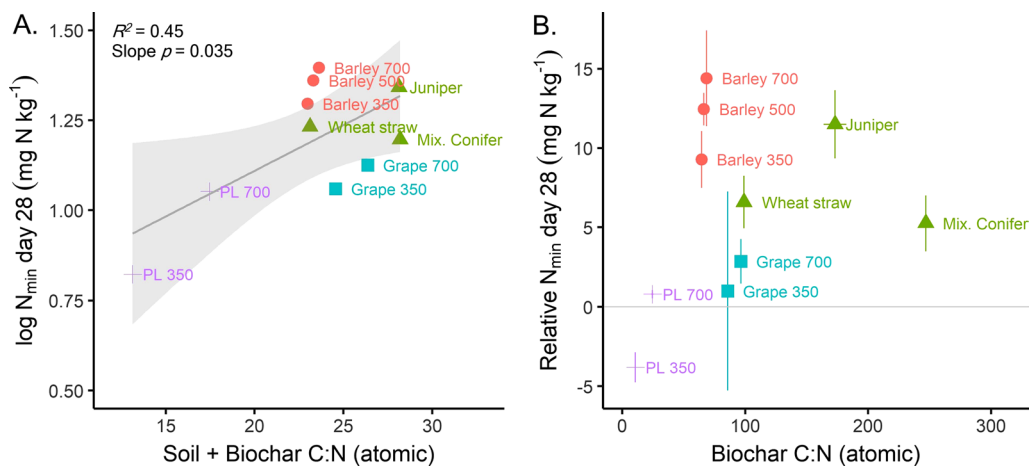 A.
R² = 0.45
Slope p = 0.035
log N_min day 28 (mg N kg⁻¹)
1.50
1.25
1.00
0.75
0.50
Barley 700
Barley 500
Barley 350
Juniper
Wheat straw
Mix. Conifer
Grape 700
Grape 350
PL 700
PL 350
15
20
25
30
Soil + Biochar C:N (atomic)
B.
Relative N_min day 28 (mg N kg⁻¹)
15
10
5
0
-5
Barley 700
Barley 500
Juniper
Barley 350
Wheat straw
Mix. Conifer
Grape 700
Grape 350
PL 700
PL 350
0
100
200
300
Biochar C:N (atomic)